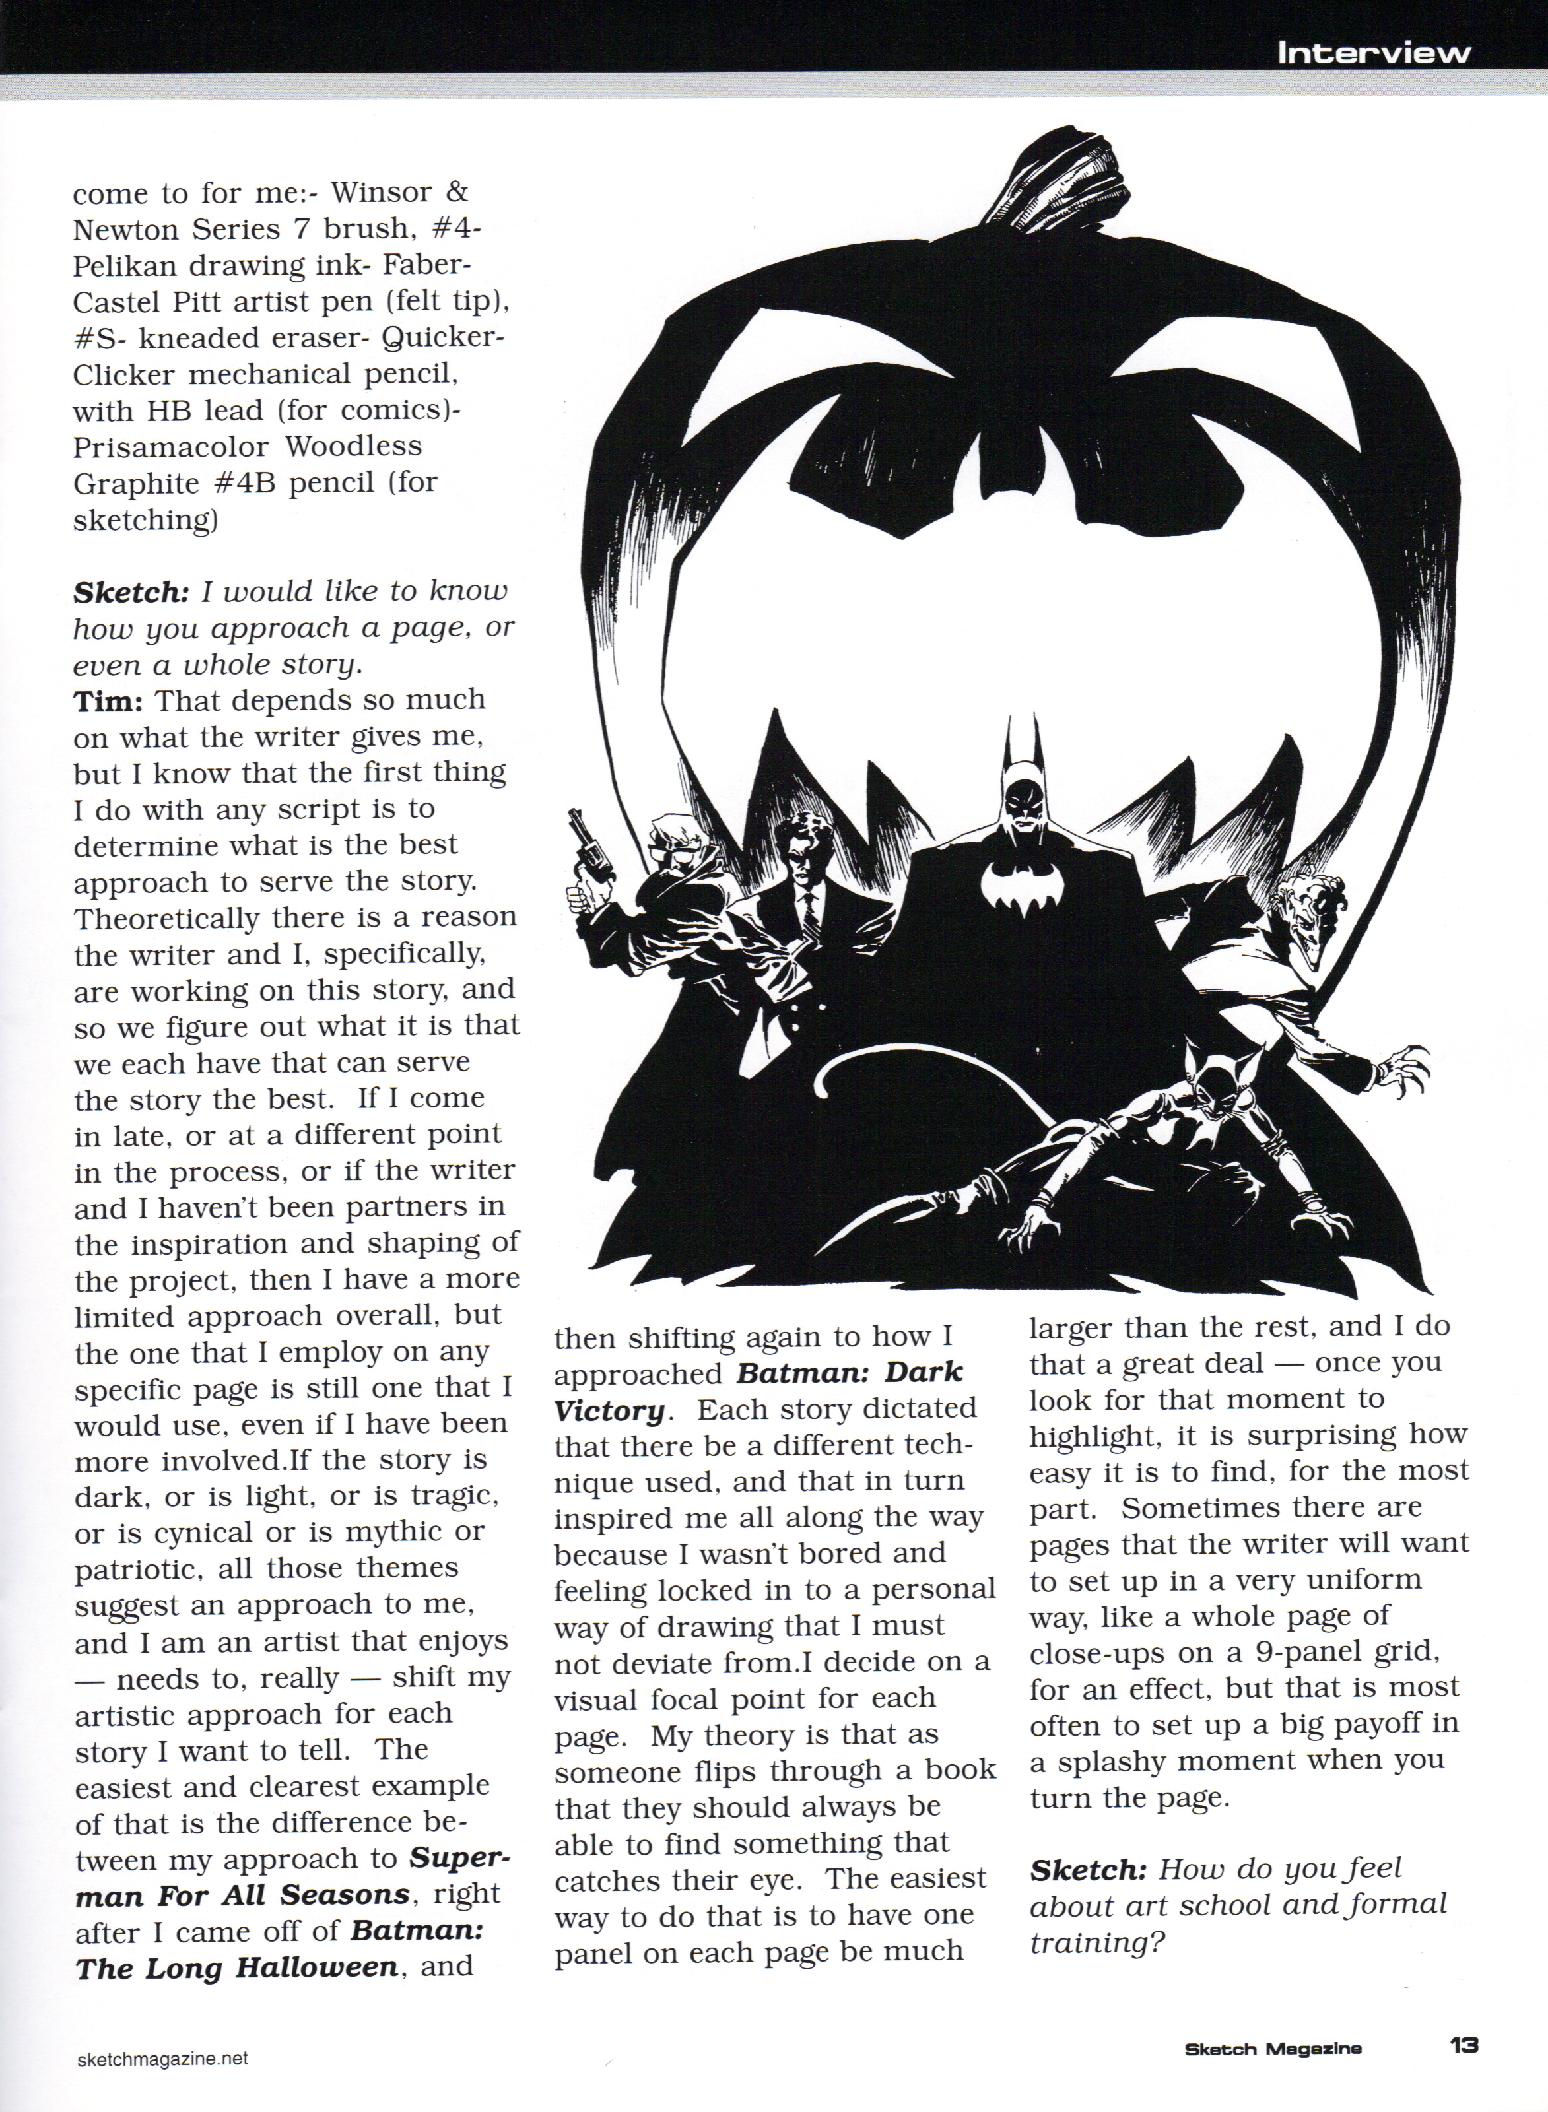 Interview
come to for me:- Winsor &
Newton Series 7 brush, #4-
Pelikan drawing ink- Faber-
Castel Pitt artist pen (felt tip),
#S- kneaded eraser- Quicker-
Clicker mechanical pencil,
with HB lead (for comics)-
Prisamacolor Woodless
Graphite #4B pencil (for
sketching)
Sketch: I would like to know
how you approach a page, or
even a whole story.
Tim: That depends so much
on what the writer gives me,
but I know that the first thing
I do with any script is to
determine what is the best
approach to serve the story.
Theoretically there is a reason
the writer and I, specifically,
are working on this story, and
so we figure out what it is that
we each have that can serve
the story the best.  If I come
in late, or at a different point
in the process, or if the writer
and I haven't been partners in
the inspiration and shaping of
the project, then I have a more
limited approach overall, but
the one that I employ on any
specific page is still one that I
would use, even if I have been
more involved.If the story is
dark, or is light, or is tragic,
or is cynical or is mythic or
patriotic, all those themes
suggest an approach to me,
and I am an artist that enjoys
— needs to, really — shift my
artistic approach for each
story I want to tell.  The
easiest and clearest example
of that is the difference be-
tween my approach to Super-
man For All Seasons, right
after I came off of Batman:
The Long Halloween, and
then shifting again to how I
approached Batman: Dark
Victory.  Each story dictated
that there be a different tech-
nique used, and that in turn
inspired me all along the way
because I wasn't bored and
feeling locked in to a personal
way of drawing that I must
not deviate from.I decide on a
visual focal point for each
page.  My theory is that as
someone flips through a book
that they should always be
able to find something that
catches their eye.  The easiest
way to do that is to have one
panel on each page be much
larger than the rest, and I do
that a great deal — once you
look for that moment to
highlight, it is surprising how
easy it is to find, for the most
part.  Sometimes there are
pages that the writer will want
to set up in a very uniform
way, like a whole page of
close-ups on a 9-panel grid,
for an effect, but that is most
often to set up a big payoff in
a splashy moment when you
turn the page.
Sketch: How do you feel
about art school and formal
training?
sketchmagazine.net
Sketch Magazine 13